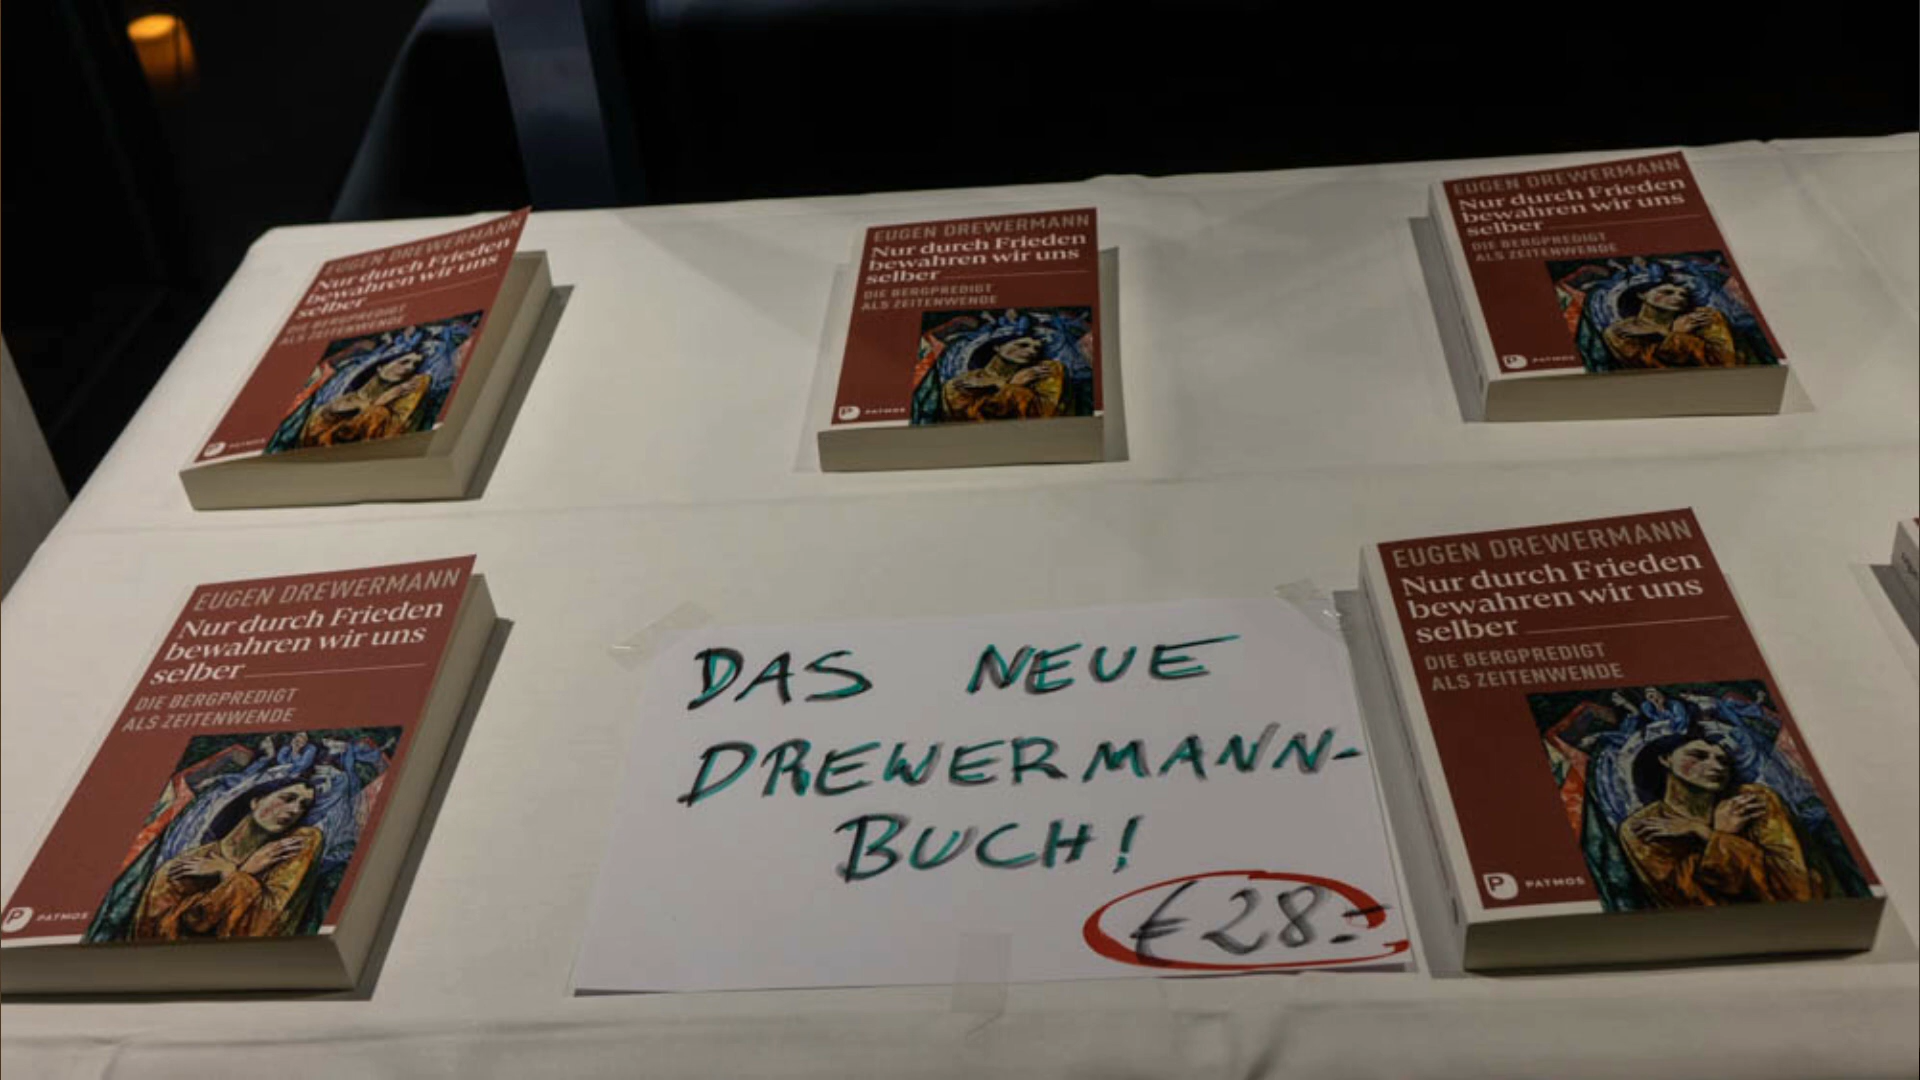 EUGEN DREWERMANN
Nur durch Frieden
bewahren wir uns
selber
DIE BERGPREDIGT
ALS ZEITENWENDE
PATMOS
EUGEN DREWERMANN
Nur durch Frieden
bewahren wir uns
selber
DIE BERGPREDIGT
ALS ZEITENWENDE
PATMOS
EUGEN DREWERMANN
Nur durch Frieden
bewahren wir uns
selber
DIE BERGPREDIGT
ALS ZEITENWENDE
PATMOS
EUGEN DREWERMANN
Nur durch Frieden
bewahren wir uns
selber
DIE BERGPREDIGT
ALS ZEITENWENDE
PATMOS
DAS NEUE
DREWERMANN-
BUCH!
€ 28.-
EUGEN DREWERMANN
Nur durch Frieden
bewahren wir uns
selber
DIE BERGPREDIGT
ALS ZEITENWENDE
PATMOS